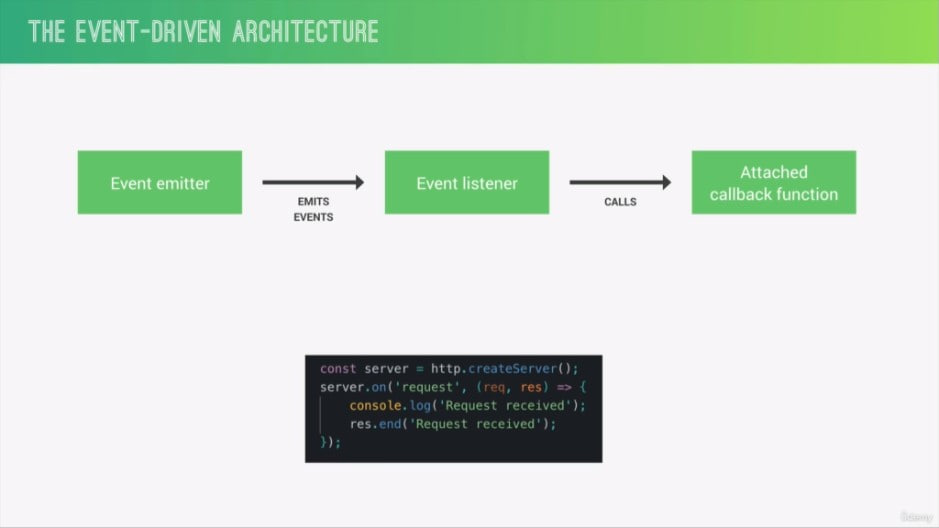 THE EVENT-DRIVEN ARCHITECTURE
Event emitter
EMITS
EVENTS
Event listener
CALLS
Attached
callback function
const server = http.createServer();
server.on('request', (req, res) => {
    console.log('Request received');
    res.end('Request received');
});
ûdemy